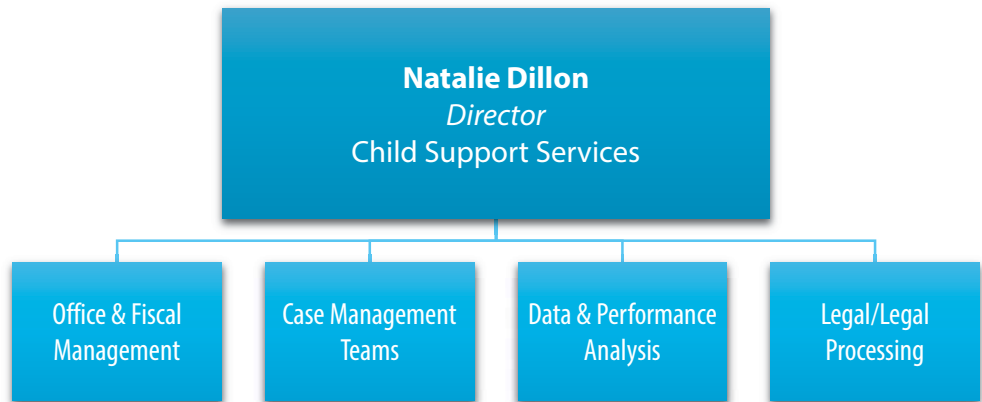 Natalie Dillon
Director
Child Support Services
Office & Fiscal
Management
Case Management
Teams
Data & Performance
Analysis
Legal/Legal
Processing